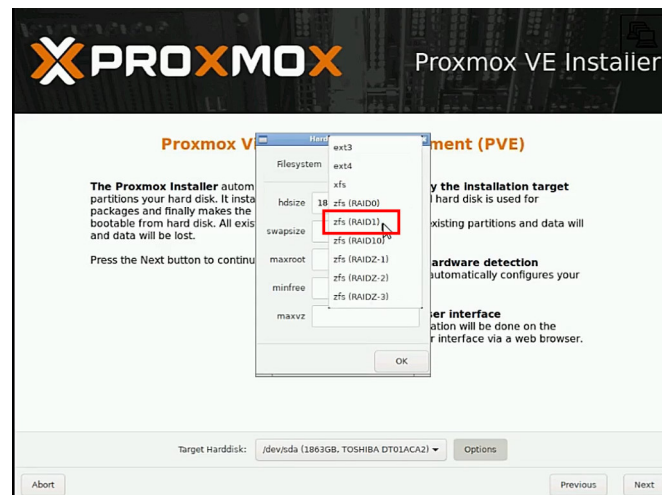 PROXMOX
Proxmox VE Installer
Proxmox V
ment (PVE)
The Proxmox Installer autom
partitions your hard disk. It insta
packages and finally makes the
bootable from hard disk. All exis
and data will be lost.
Press the Next button to continu
Hard
Filesystem
hdsize
18
swapsize
maxroot
minfree
maxvz
ext3
ext4
xfs
zfs (RAID0)
zfs (RAID1)
zfs (RAID10)
zfs (RAIDZ-1)
zfs (RAIDZ-2)
zfs (RAIDZ-3)
OK
y the installation target
hard disk is used for
existing partitions and data will
ardware detection
automatically configures your
ser interface
ation will be done on the
r interface via a web browser.
Target Harddisk: /dev/sda (1863GB, TOSHIBA DT01ACA2) Options
Abort Previous Next